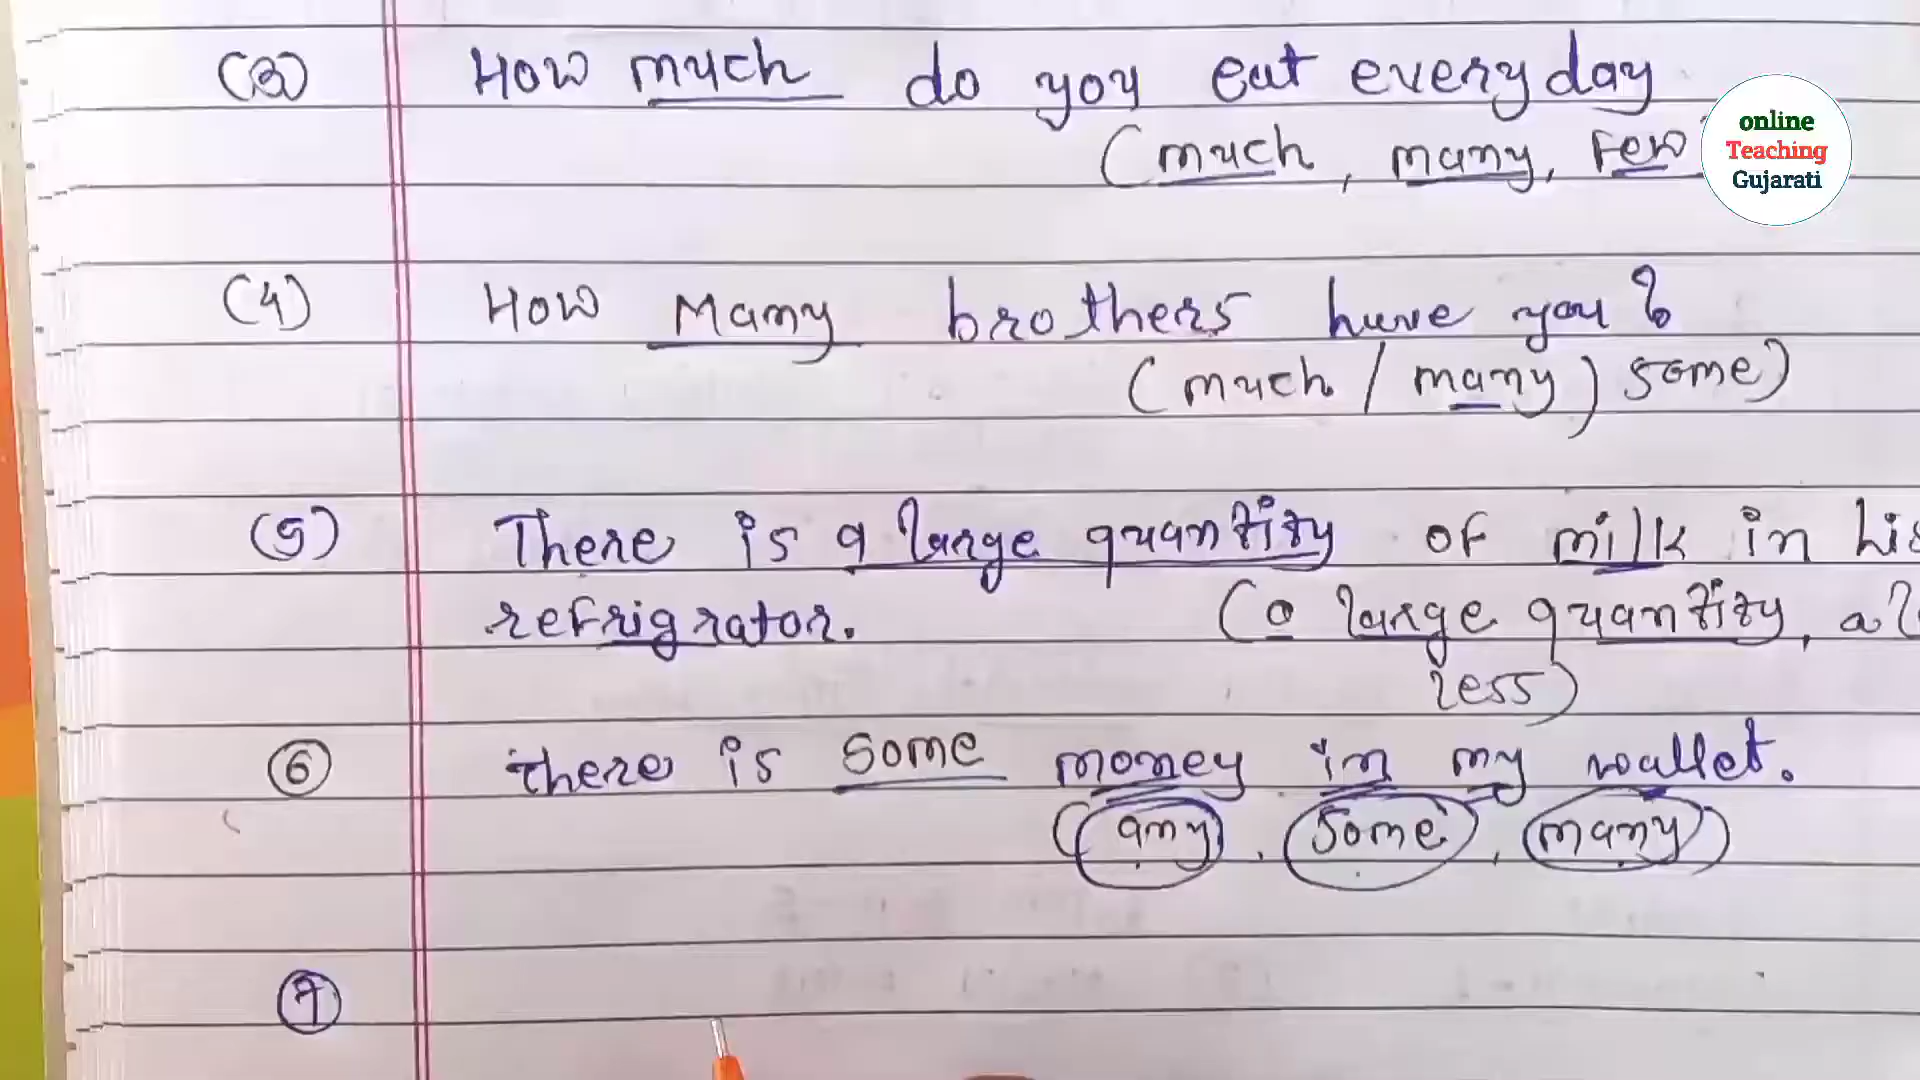 (3) How much do you eat everyday
(much, many, few
online
Teaching
Gujarati
(4) How Many brothers have you?
(much / many) some)
(5) There is a large quantity of milk in his
refrigrator. (a large quantity, a l
less)
6 there is some money in my wallet.
(any, some, many)
7